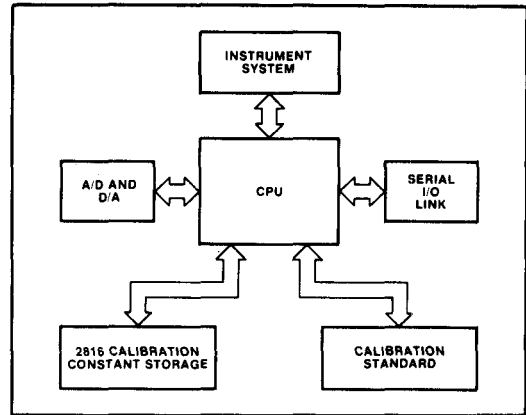 INSTRUMENT
SYSTEM
A/D AND
D/A
CPU
SERIAL
I/O
LINK
2816 CALIBRATION
CONSTANT STORAGE
CALIBRATION
STANDARD